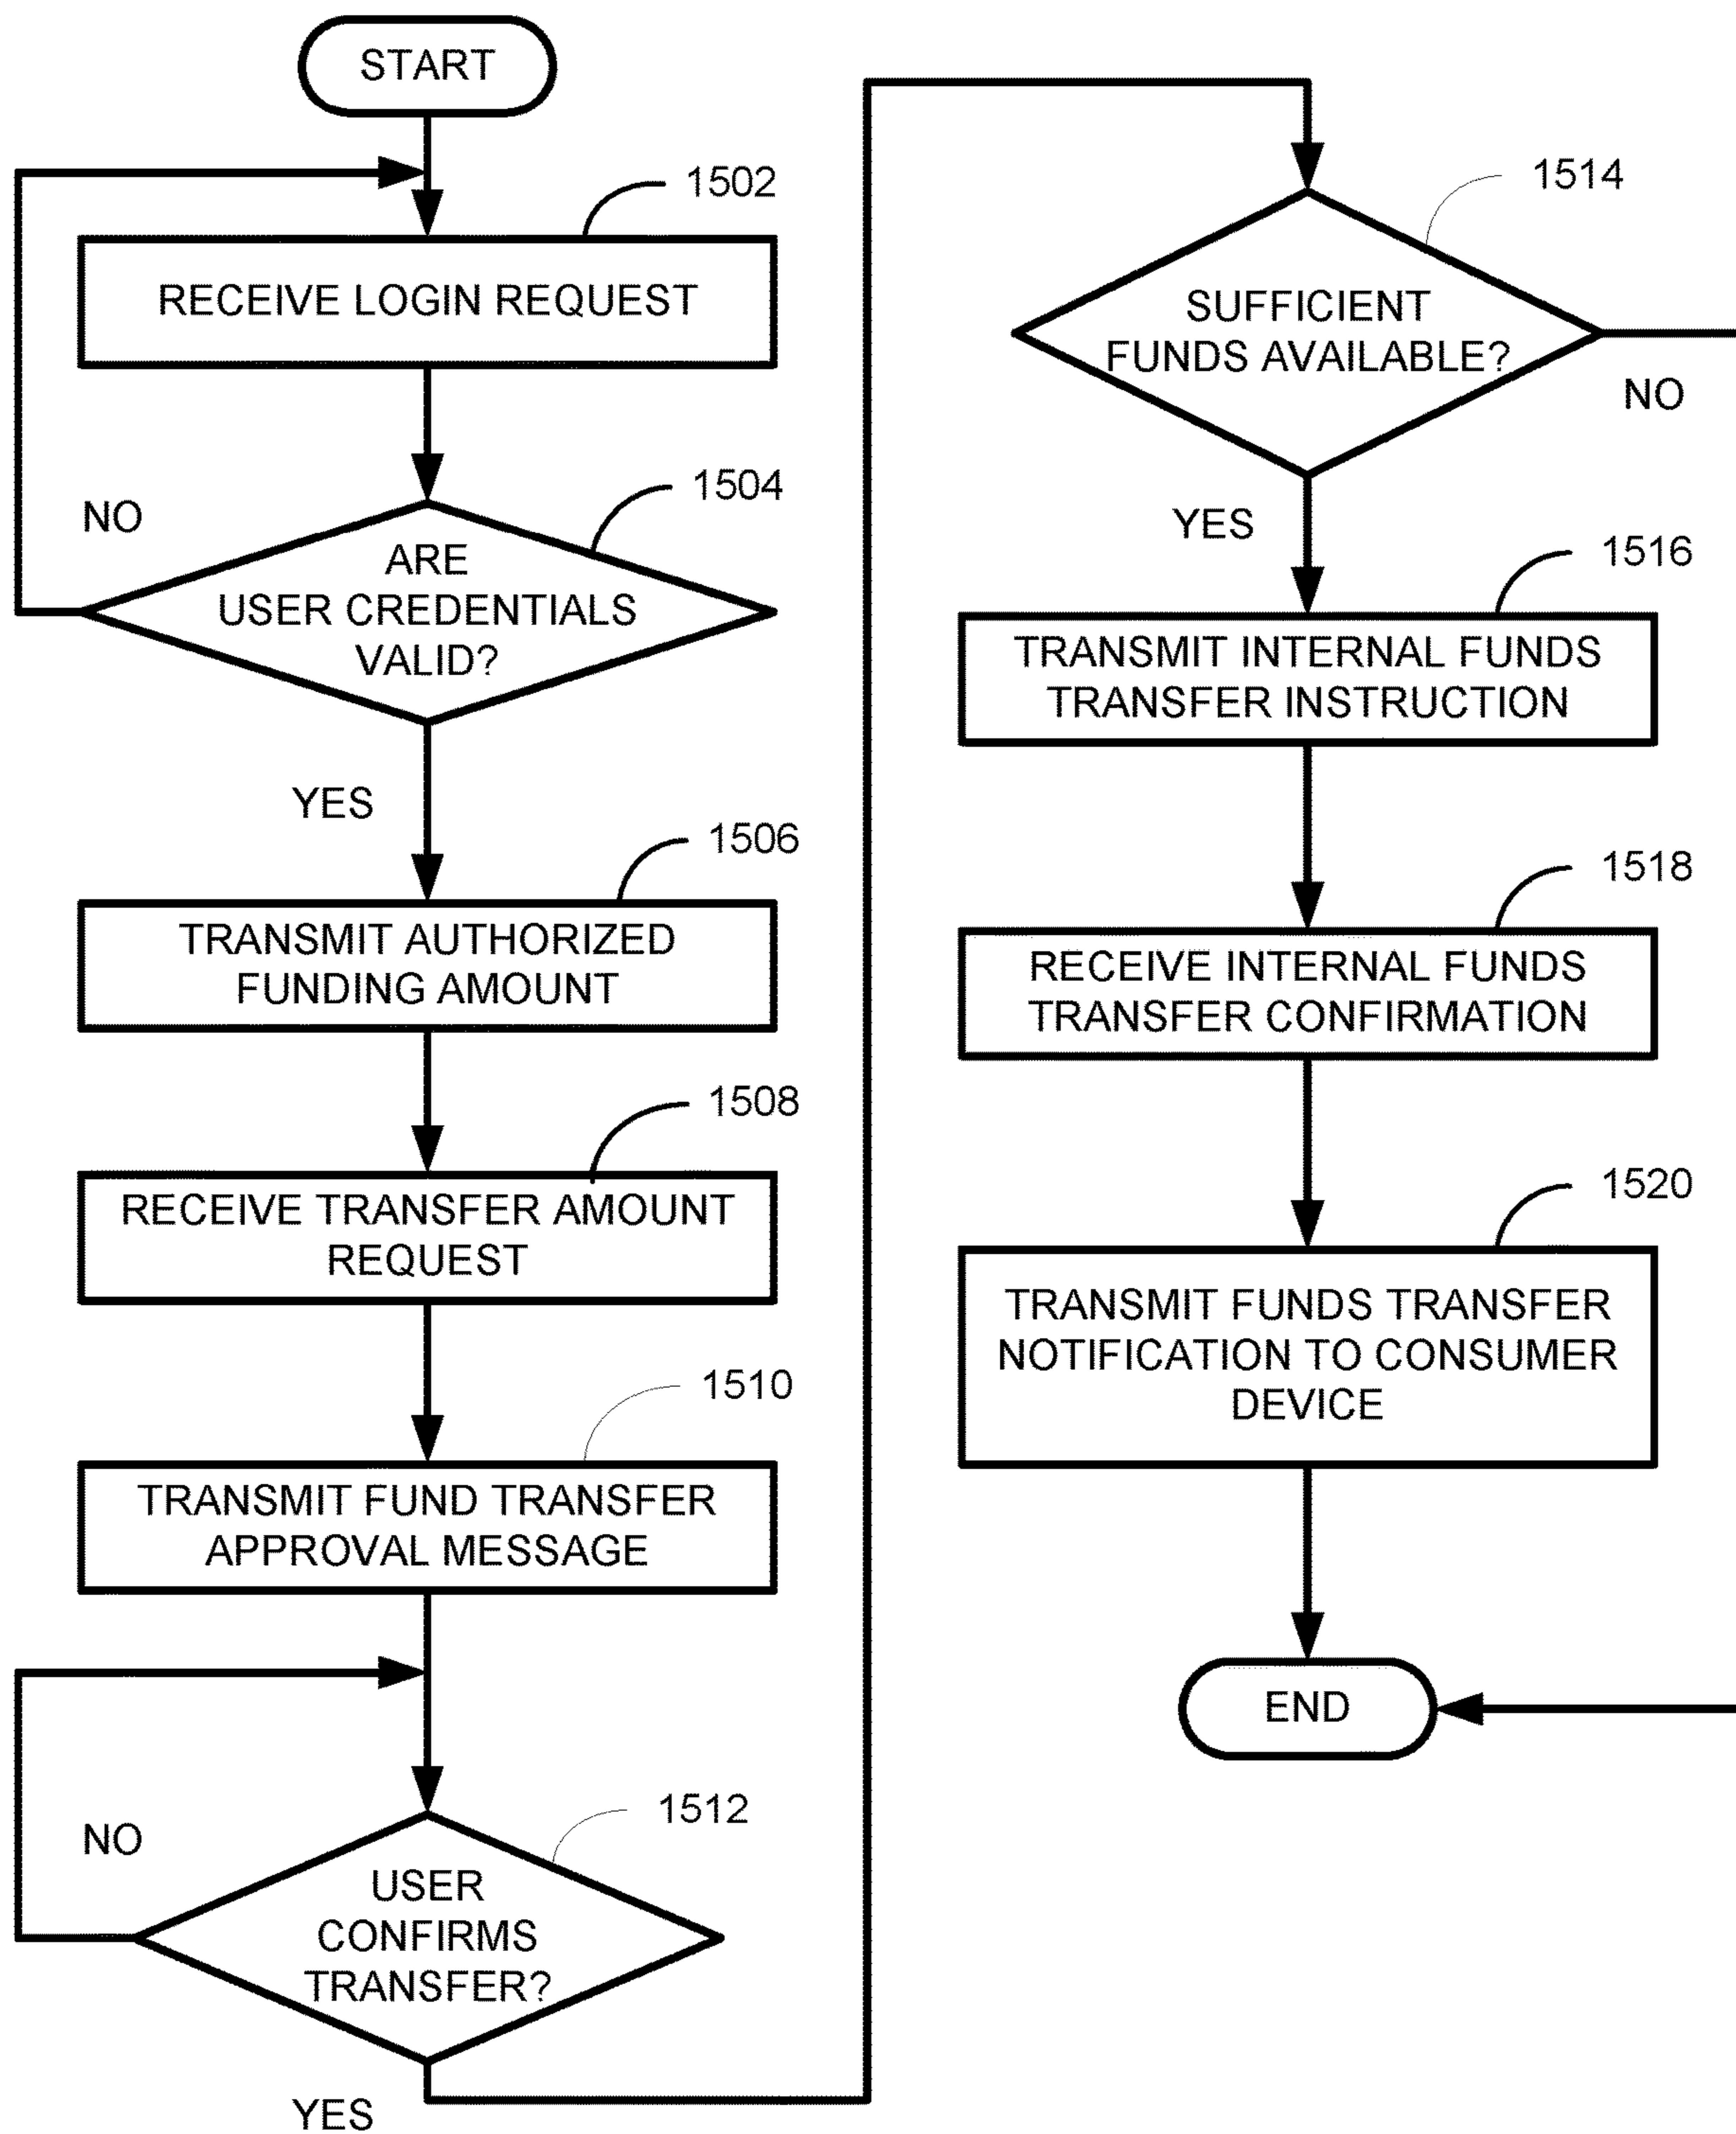 START
1502
RECEIVE LOGIN REQUEST
1504
NO
ARE
USER CREDENTIALS
VALID?
YES
1506
TRANSMIT AUTHORIZED
FUNDING AMOUNT
1508
RECEIVE TRANSFER AMOUNT
REQUEST
1510
TRANSMIT FUND TRANSFER
APPROVAL MESSAGE
1512
NO
USER
CONFIRMS
TRANSFER?
YES
1514
SUFFICIENT
FUNDS AVAILABLE?
NO
YES
1516
TRANSMIT INTERNAL FUNDS
TRANSFER INSTRUCTION
1518
RECEIVE INTERNAL FUNDS
TRANSFER CONFIRMATION
1520
TRANSMIT FUNDS TRANSFER
NOTIFICATION TO CONSUMER
DEVICE
END